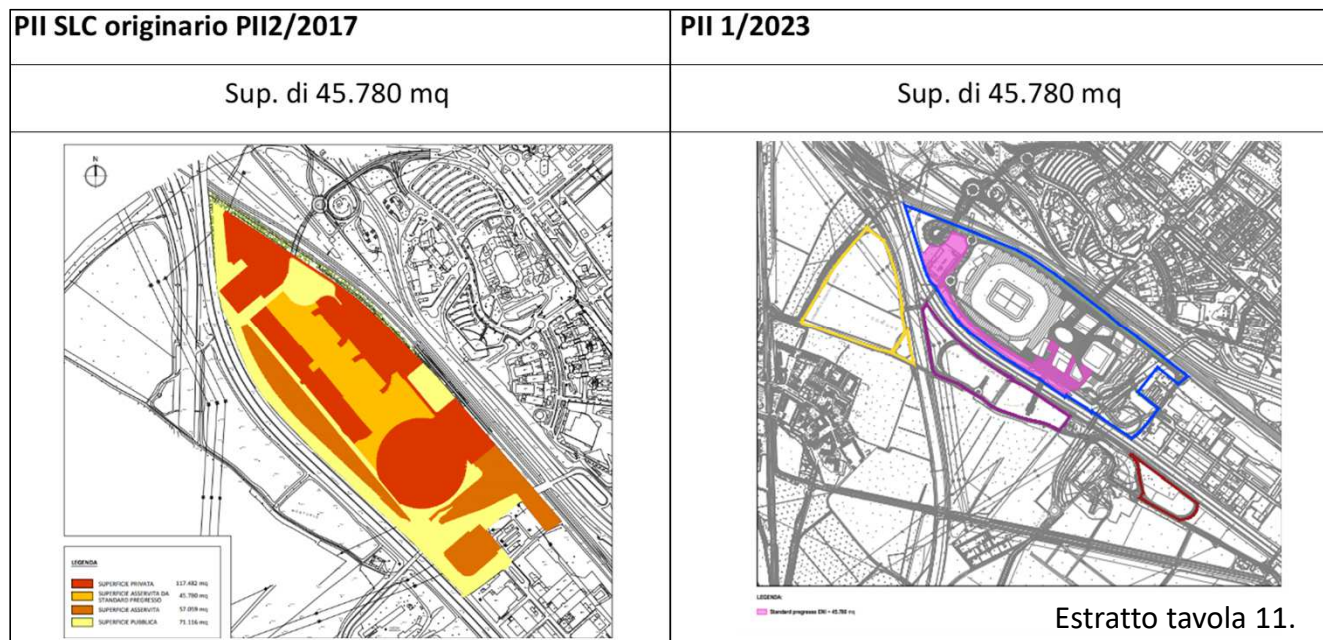 PII SLC originario PII2/2017
PII 1/2023
Sup. di 45.780 mq
Sup. di 45.780 mq
N
LEGENDA
SUPERFICIE PRIVATA 117.482 mq
SUPERFICIE ASSERVITA DA
STANDARD PREGRESSO 45.780 mq
SUPERFICIE ASSERVITA 57.059 mq
SUPERFICIE PUBBLICA 71.116 mq
LEGENDA:
Standard pregresso ENI = 45.780 mq
Estratto tavola 11.